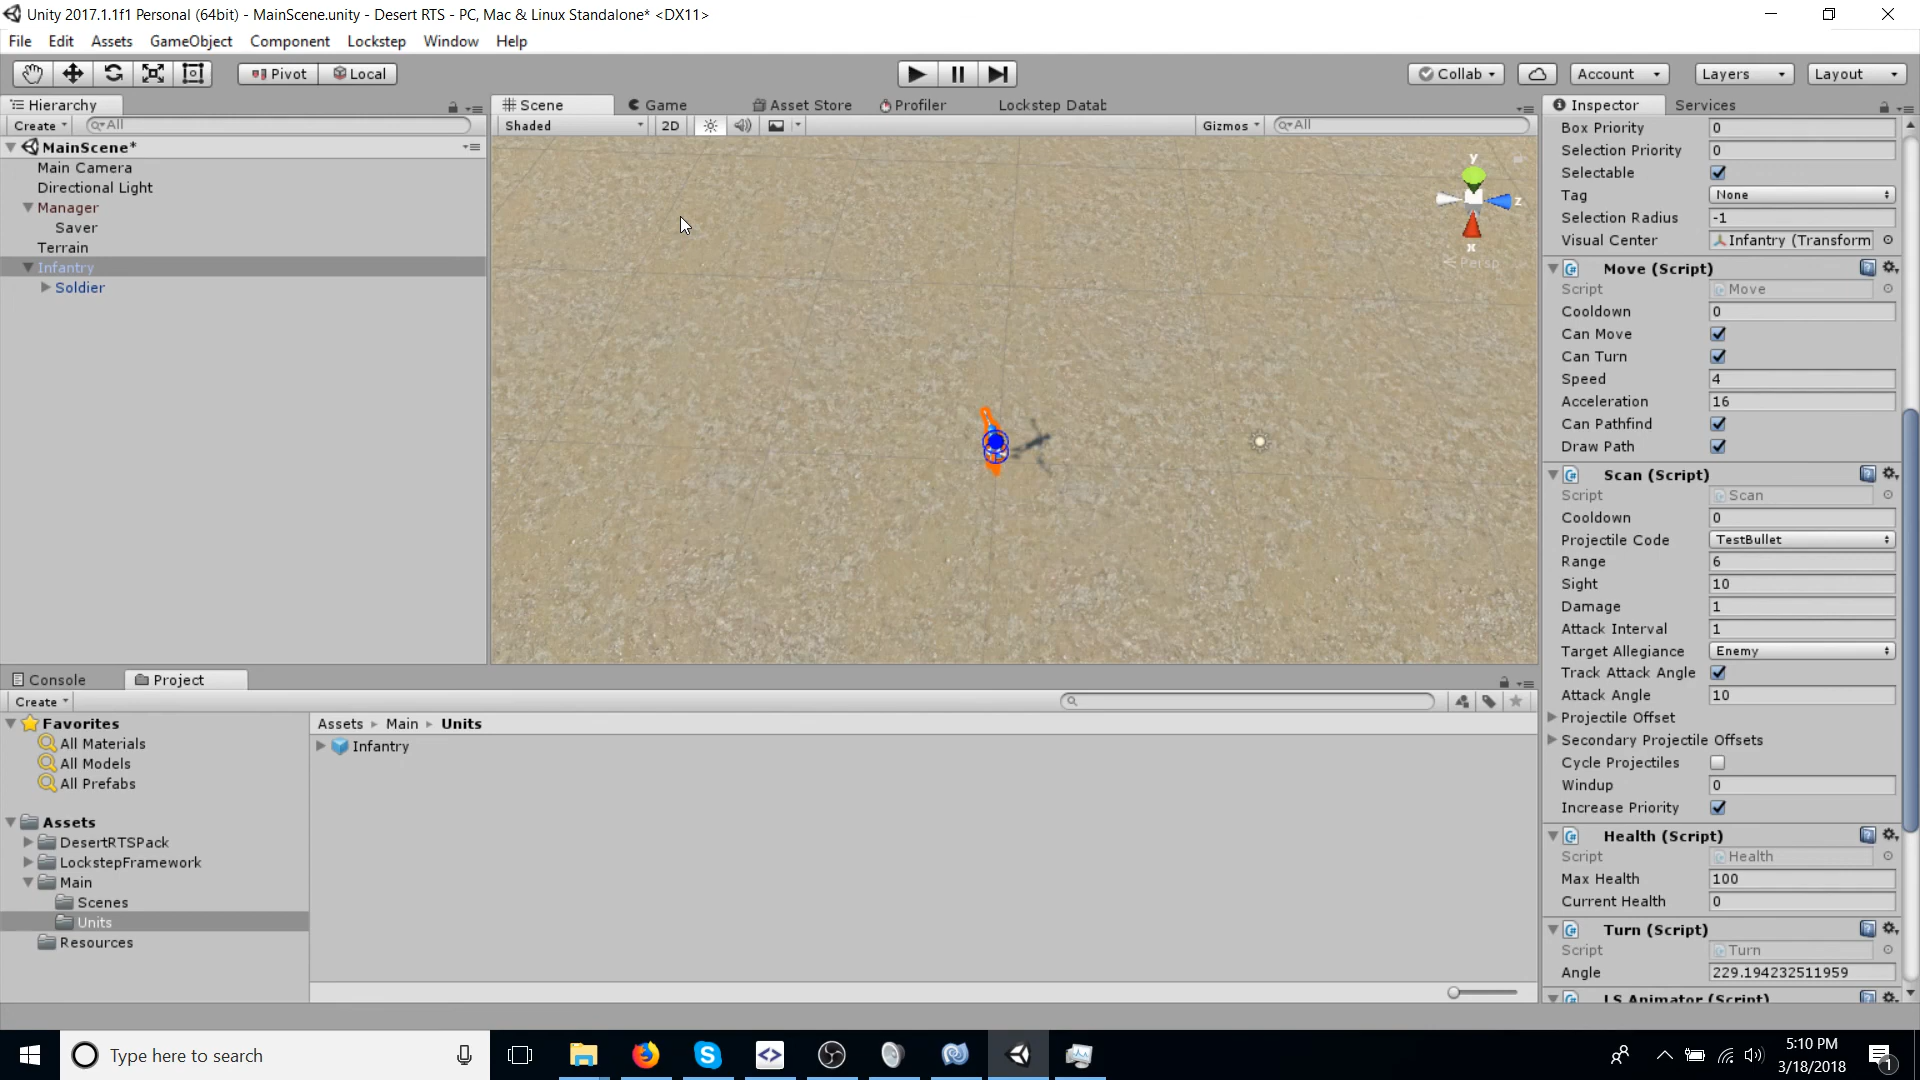 Unity 2017.1.1f1 Personal (64bit) - MainScene.unity - Desert RTS - PC, Mac & Linux Standalone* <DX11>
File Edit Assets GameObject Component Lockstep Window Help
Pivot Local Collab Account Layers Layout
Hierarchy
Create All
MainScene*
Main Camera
Directional Light
Manager
Saver
Terrain
Infantry
Soldier
Scene Game Asset Store Profiler Lockstep Datab
Shaded 2D Gizmos All
y
z
x
Persp
Inspector Services
Box Priority 0
Selection Priority 0
Selectable
Tag None
Selection Radius -1
Visual Center Infantry (Transform
Move (Script)
Script Move
Cooldown 0
Can Move
Can Turn
Speed 4
Acceleration 16
Can Pathfind
Draw Path
Scan (Script)
Script Scan
Cooldown 0
Projectile Code TestBullet
Range 6
Sight 10
Damage 1
Attack Interval 1
Target Allegiance Enemy
Track Attack Angle
Attack Angle 10
Projectile Offset
Secondary Projectile Offsets
Cycle Projectiles
Windup 0
Increase Priority
Health (Script)
Script Health
Max Health 100
Current Health 0
Turn (Script)
Script Turn
Angle 229.194232511959
LS Animator (Script)
Console Project
Create
Favorites
All Materials
All Models
All Prefabs
Assets
DesertRTSPack
LockstepFramework
Main
Scenes
Units
Resources
Assets Main Units
Infantry
Type here to search
5:10 PM
3/18/2018
1